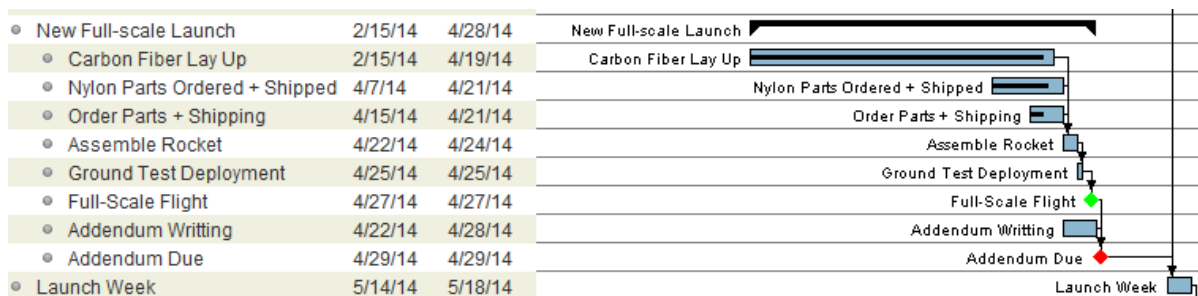 New Full-scale Launch 2/15/14 4/28/14 New Full-scale Launch
Carbon Fiber Lay Up 2/15/14 4/19/14 Carbon Fiber Lay Up
Nylon Parts Ordered + Shipped 4/7/14 4/21/14 Nylon Parts Ordered + Shipped
Order Parts + Shipping 4/15/14 4/21/14 Order Parts + Shipping
Assemble Rocket 4/22/14 4/24/14 Assemble Rocket
Ground Test Deployment 4/25/14 4/25/14 Ground Test Deployment
Full-Scale Flight 4/27/14 4/27/14 Full-Scale Flight
Addendum Writting 4/22/14 4/28/14 Addendum Writting
Addendum Due 4/29/14 4/29/14 Addendum Due
Launch Week 5/14/14 5/18/14 Launch Week